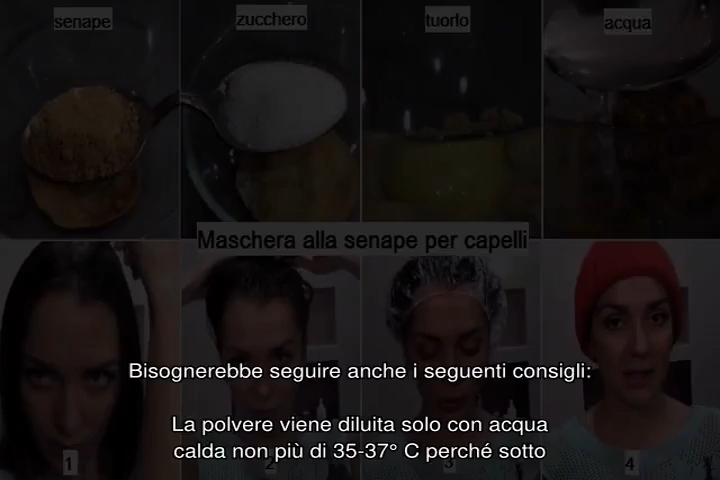 senape
zucchero
tuorlo
acqua
Maschera alla senape per capelli
Bisognerebbe seguire anche i seguenti consigli:
La polvere viene diluita solo con acqua
calda non più di 35-37° C perché sotto
1
2
3
4